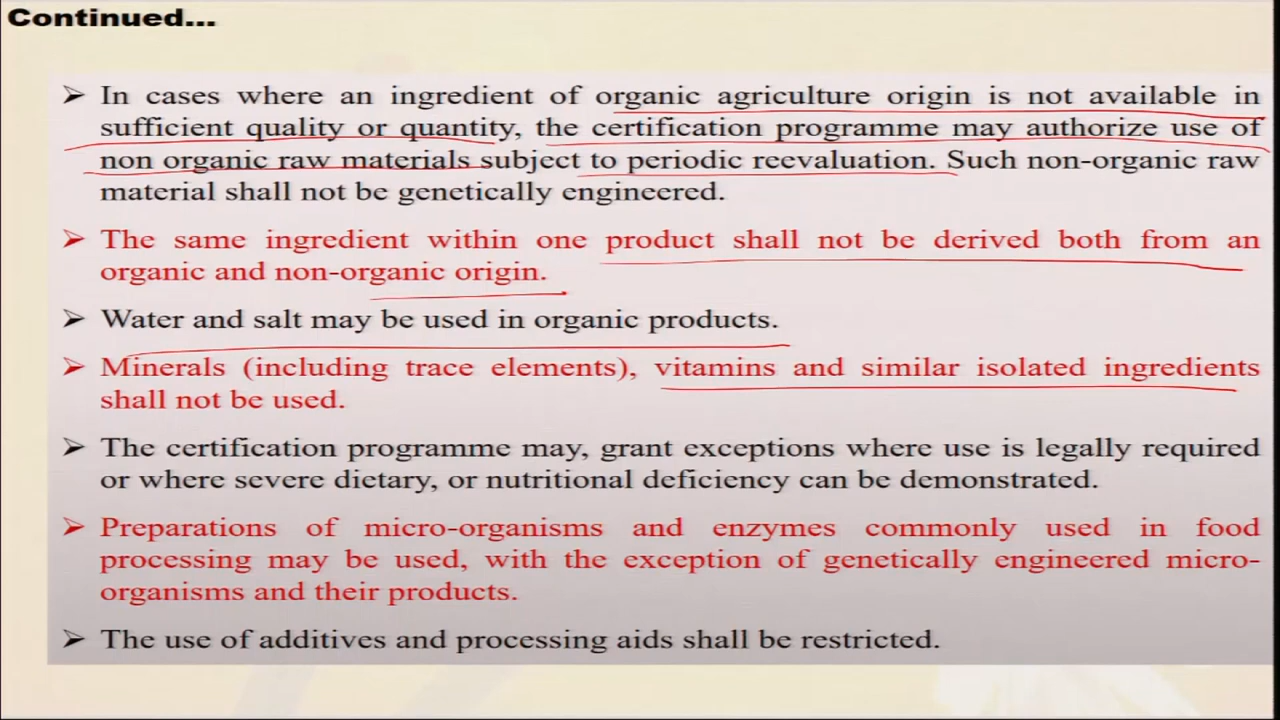 Continued...
➢ In cases where an ingredient of organic agriculture origin is not available in
sufficient quality or quantity, the certification programme may authorize use of
non organic raw materials subject to periodic reevaluation. Such non-organic raw
material shall not be genetically engineered.
➢ The same ingredient within one product shall not be derived both from an
organic and non-organic origin.
➢ Water and salt may be used in organic products.
➢ Minerals (including trace elements), vitamins and similar isolated ingredients
shall not be used.
➢ The certification programme may, grant exceptions where use is legally required
or where severe dietary, or nutritional deficiency can be demonstrated.
➢ Preparations of micro-organisms and enzymes commonly used in food
processing may be used, with the exception of genetically engineered micro-
organisms and their products.
➢ The use of additives and processing aids shall be restricted.